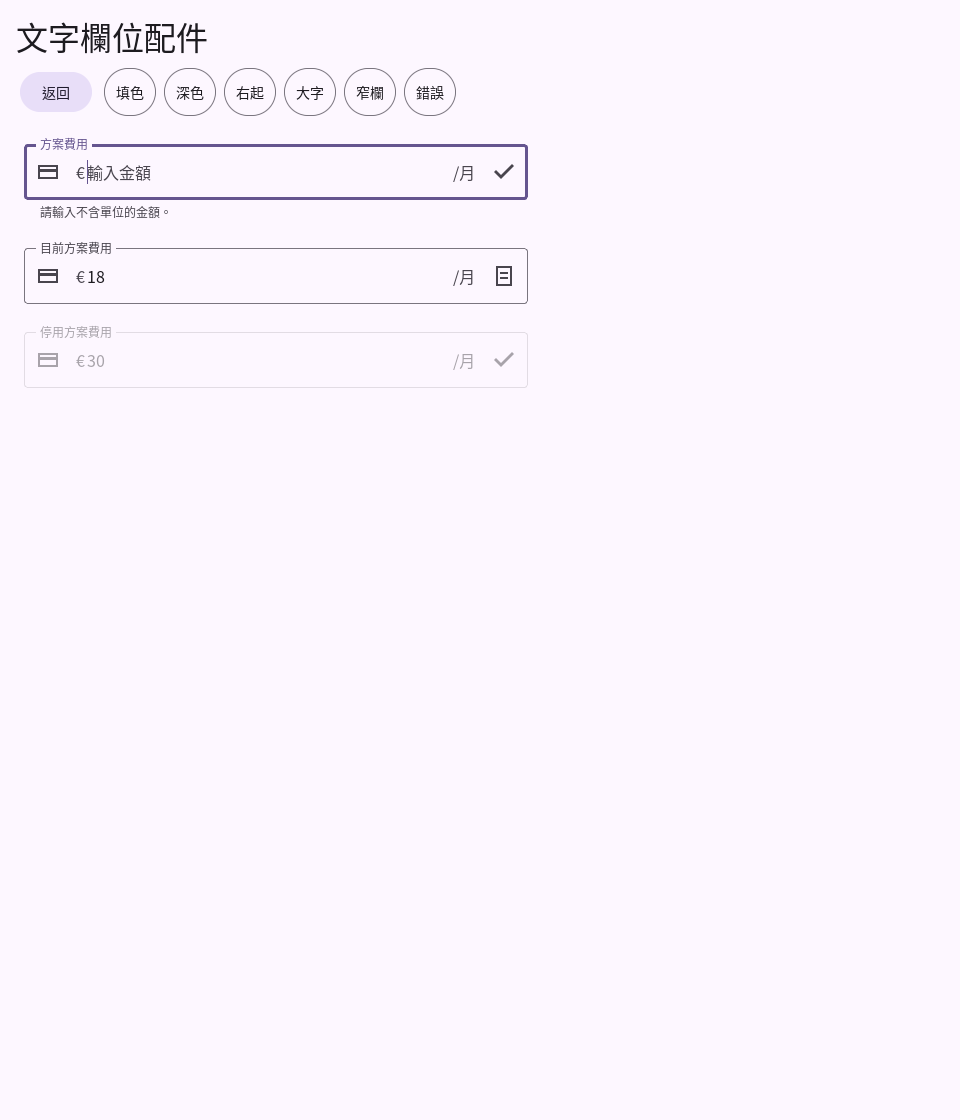 文字欄位配件
返回 填色 深色 右起 大字 窄欄 錯誤
方案費用
€輸入金額 /月
請輸入不含單位的金額。
目前方案費用
€18 /月
停用方案費用
€30 /月